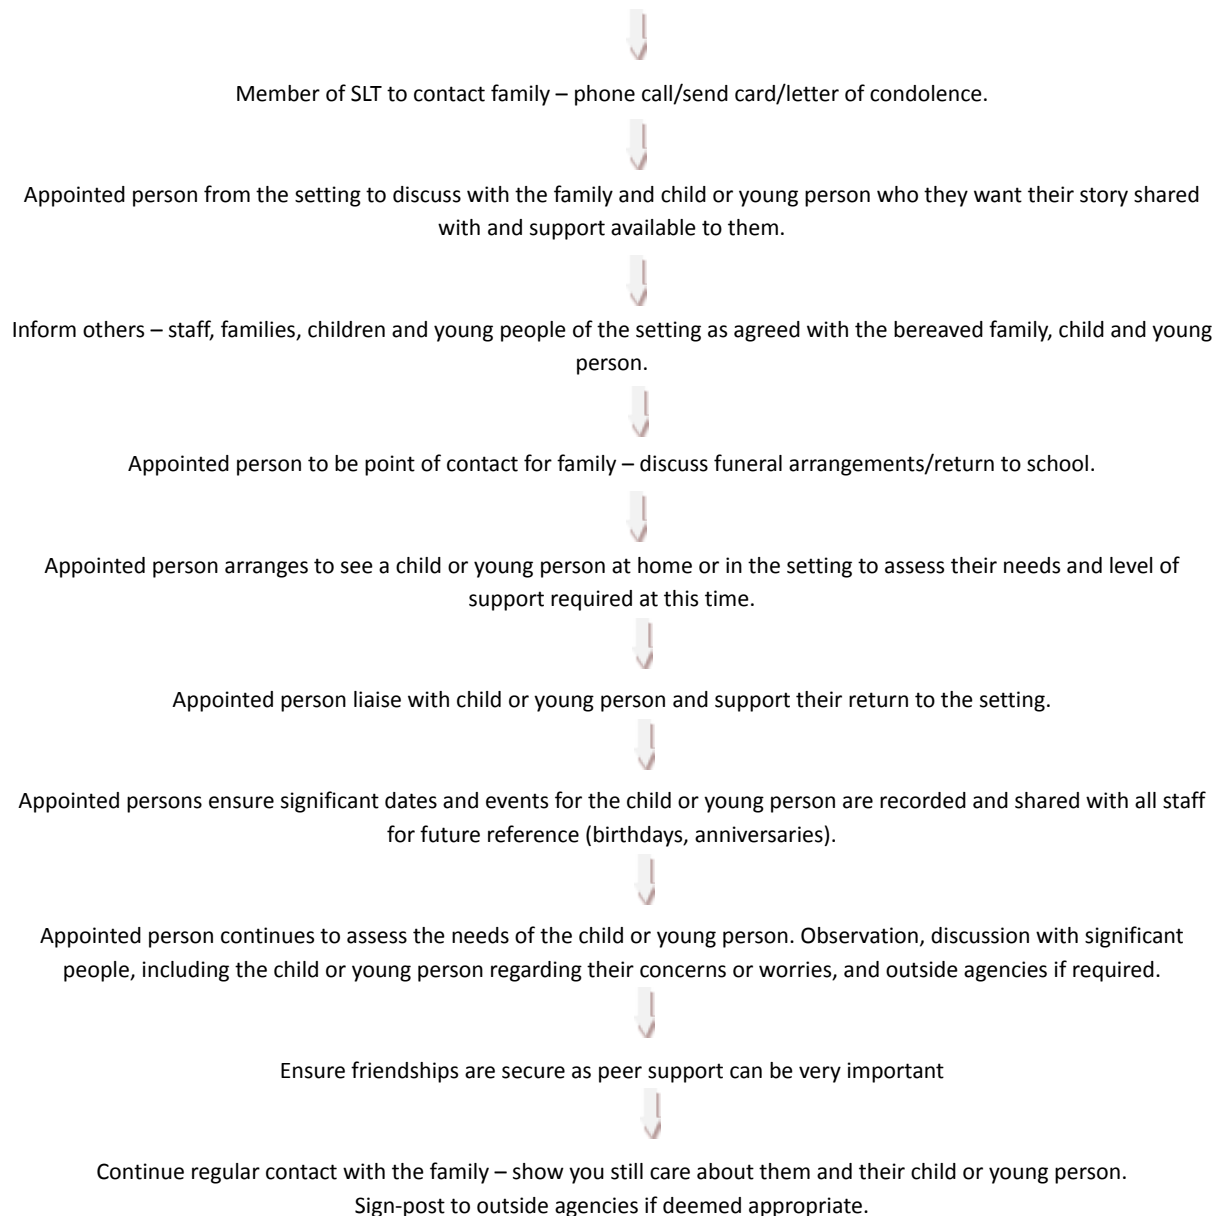 Member of SLT to contact family – phone call/send card/letter of condolence.
Appointed person from the setting to discuss with the family and child or young person who they want their story shared
with and support available to them.
Inform others – staff, families, children and young people of the setting as agreed with the bereaved family, child and young
person.
Appointed person to be point of contact for family – discuss funeral arrangements/return to school.
Appointed person arranges to see a child or young person at home or in the setting to assess their needs and level of
support required at this time.
Appointed person liaise with child or young person and support their return to the setting.
Appointed persons ensure significant dates and events for the child or young person are recorded and shared with all staff
for future reference (birthdays, anniversaries).
Appointed person continues to assess the needs of the child or young person. Observation, discussion with significant
people, including the child or young person regarding their concerns or worries, and outside agencies if required.
Ensure friendships are secure as peer support can be very important
Continue regular contact with the family – show you still care about them and their child or young person.
Sign-post to outside agencies if deemed appropriate.